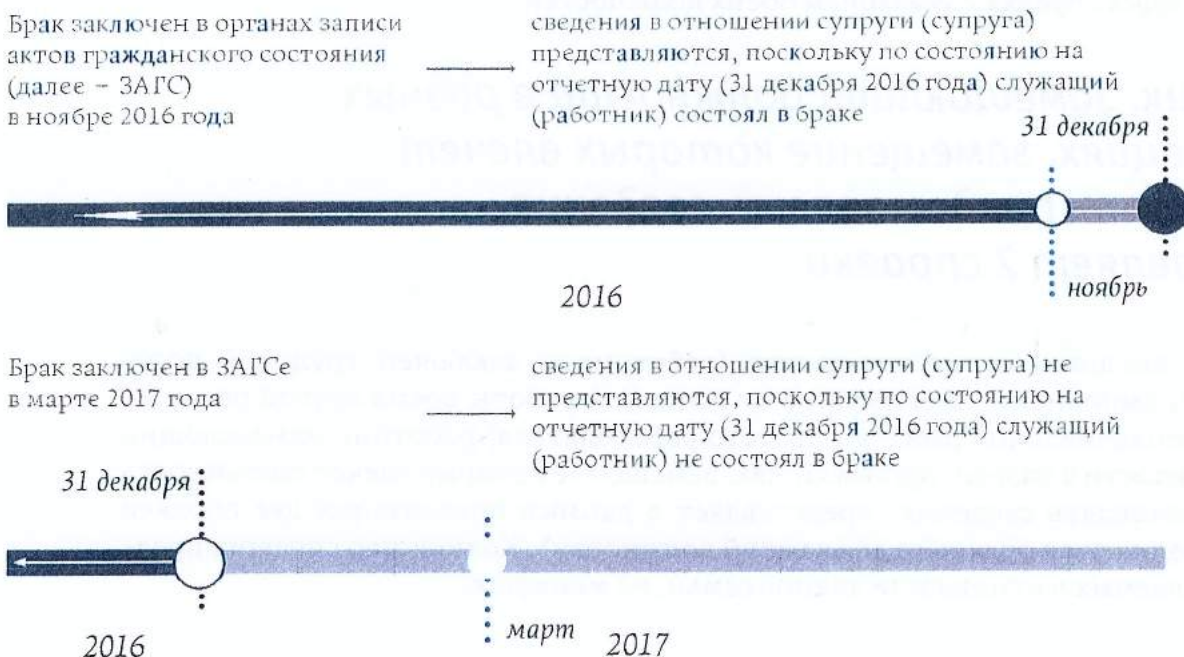 Брак заключен в органах записи
актов гражданского состояния
(далее – ЗАГС)
в ноябре 2016 года
сведения в отношении супруги (супруга)
представляются, поскольку по состоянию на
отчетную дату (31 декабря 2016 года) служащий
(работник) состоял в браке
31 декабря
ноябрь
2016
Брак заключен в ЗАГСе
в марте 2017 года
сведения в отношении супруги (супруга) не
представляются, поскольку по состоянию на
отчетную дату (31 декабря 2016 года) служащий
(работник) не состоял в браке
31 декабря
март
2016
2017